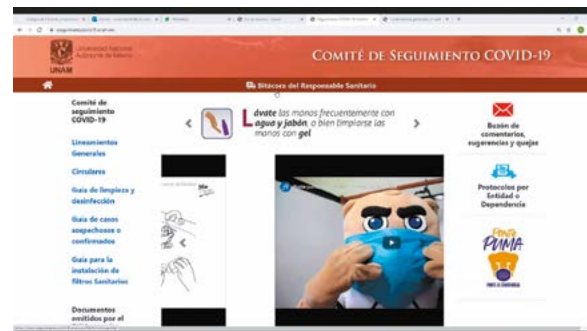 UNAM
Universidad Nacional
Autónoma de México
COMITÉ DE SEGUIMIENTO COVID-19
Bitácora del Responsable Sanitario
Comité de
seguimiento
COVID-19
Lineamientos
Generales
Circulares
Guía de limpieza y
desinfección
Guía de casos
sospechosos o
confirmados
Guía para la
instalación de
filtros Sanitarios
Documentos
emitidos por el
Lávate las manos frecuentemente con
agua y jabón, o bien limpiarse las
manos con gel
Buzón de
comentarios,
sugerencias y quejas
Protocolos por
Entidad o
Dependencia
PONTE
PUMA